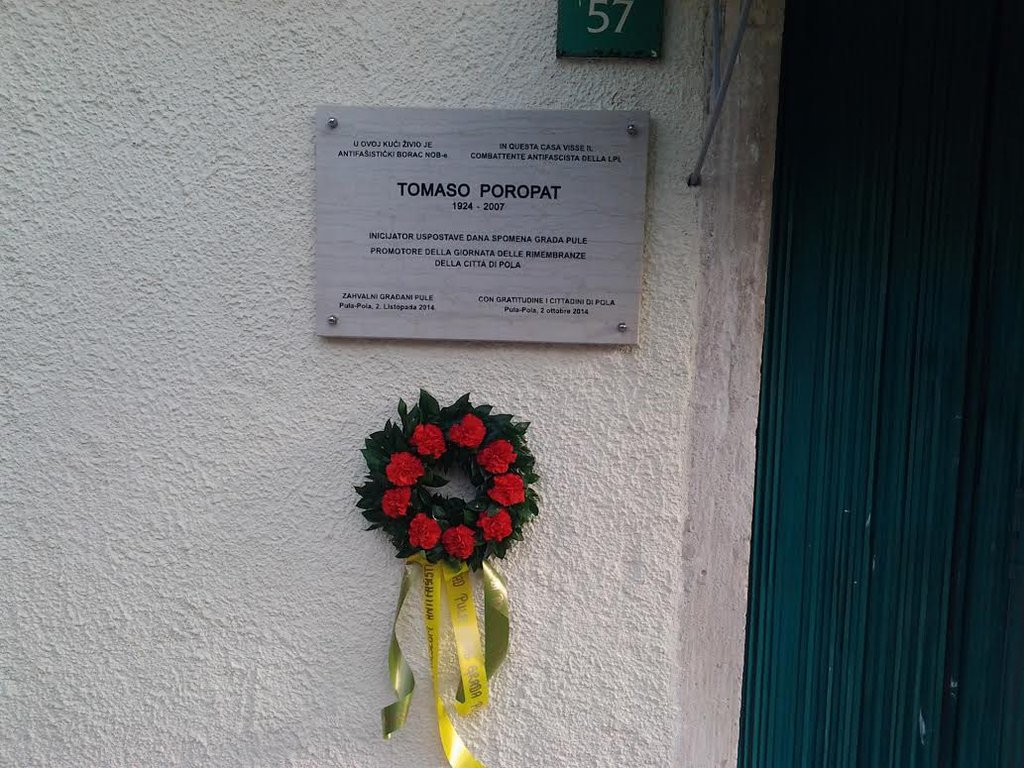 57
U OVOJ KUĆI ŽIVIO JE
ANTIFAŠISTIČKI BORAC NOB-e
IN QUESTA CASA VISSE IL
COMBATTENTE ANTIFASCISTA DELLA LPL
TOMASO POROPAT
1924 - 2007
INICIJATOR USPOSTAVE DANA SPOMENA GRADA PULE
PROMOTORE DELLA GIORNATA DELLE RIMEMBRANZE
DELLA CITTÀ DI POLA
ZAHVALNI GRAĐANI PULE
Pula-Pola, 2. Listopada 2014.
CON GRATITUDINE I CITTADINI DI POLA
Pula-Pola, 2 ottobre 2014.